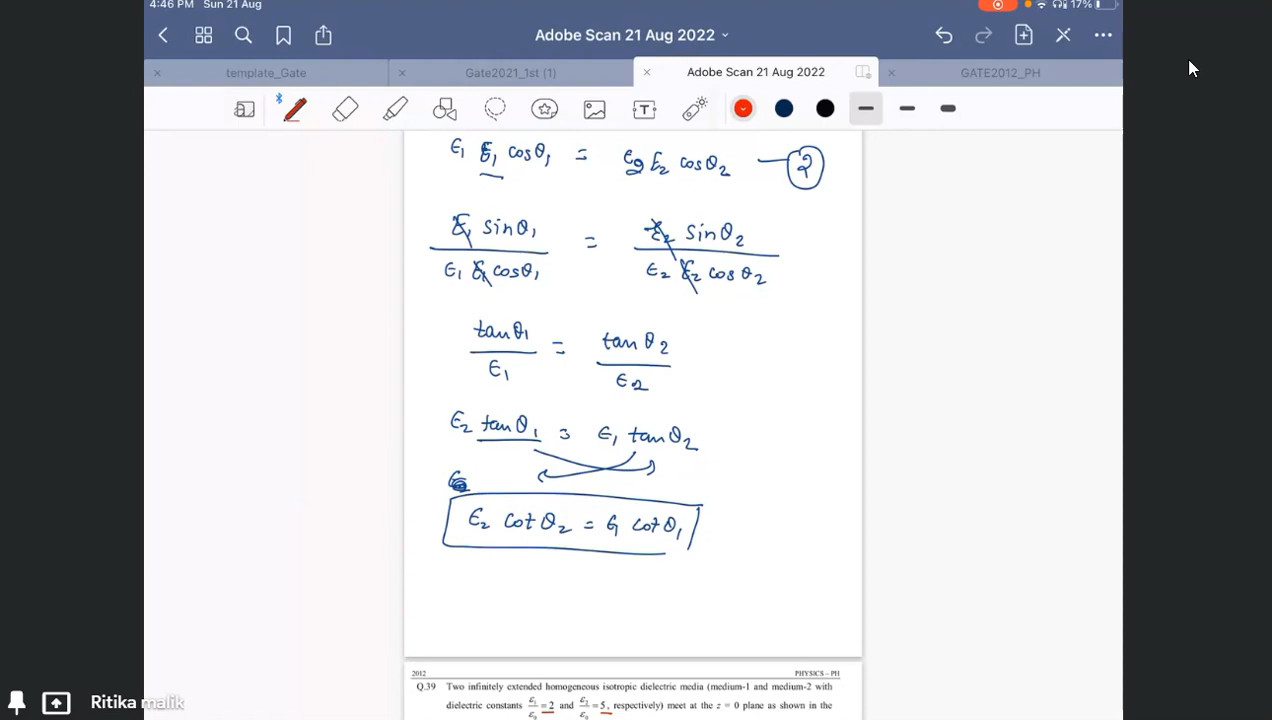 4:46 PM Sun 21 Aug
17%
Adobe Scan 21 Aug 2022
template_Gate
Gate2021_1st (1)
Adobe Scan 21 Aug 2022
GATE2012_PH
T
ε₁ E₁ cosθ₁ = ε₂ E₂ cosθ₂ — 2
E₁ sinθ₁ = E₂ sinθ₂
ε₁ E₁ cosθ₁ ε₂ E₂ cosθ₂
tanθ₁ = tanθ₂
ε₁ ε₂
ε₂ tanθ₁ = ε₁ tanθ₂
ε₂ cotθ₂ = ε₁ cotθ₁
2012 PHYSICS – PH
Q.39 Two infinitely extended homogeneous isotropic dielectric media (medium-1 and medium-2 with
dielectric constants ε₁/ε₀ = 2 and ε₂/ε₀ = 5, respectively) meet at the z = 0 plane as shown in the
Ritika malik